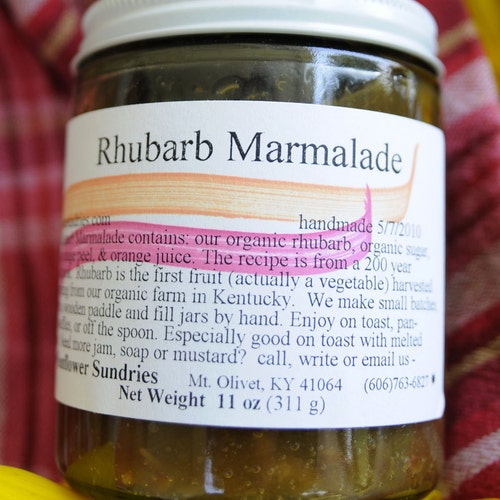 Rhubarb Marmalade
handmade 5/7/2010
Marmalade contains: our organic rhubarb, organic sugar,
peel, & orange juice. The recipe is from a 200 year
Rhubarb is the first fruit (actually a vegetable) harvested
from our organic farm in Kentucky. We make small batches,
wooden paddle and fill jars by hand. Enjoy on toast, pan-
or off the spoon. Especially good on toast with melted
need more jam, soap or mustard? call, write or email us -
Sunflower Sundries Mt. Olivet, KY 41064 (606)763-6827
Net Weight 11 oz (311 g)